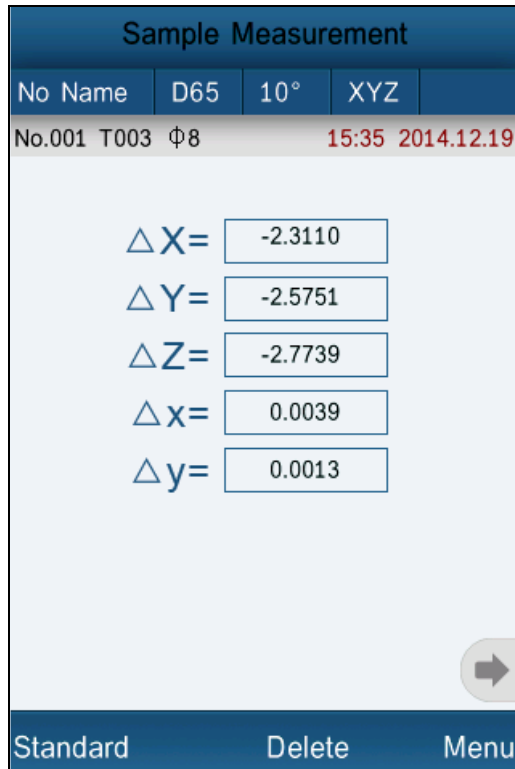 Sample Measurement
No Name D65 10° XYZ
No.001 T003 Φ8 15:35 2014.12.19
△X= -2.3110
△Y= -2.5751
△Z= -2.7739
△x= 0.0039
△y= 0.0013
Standard Delete Menu